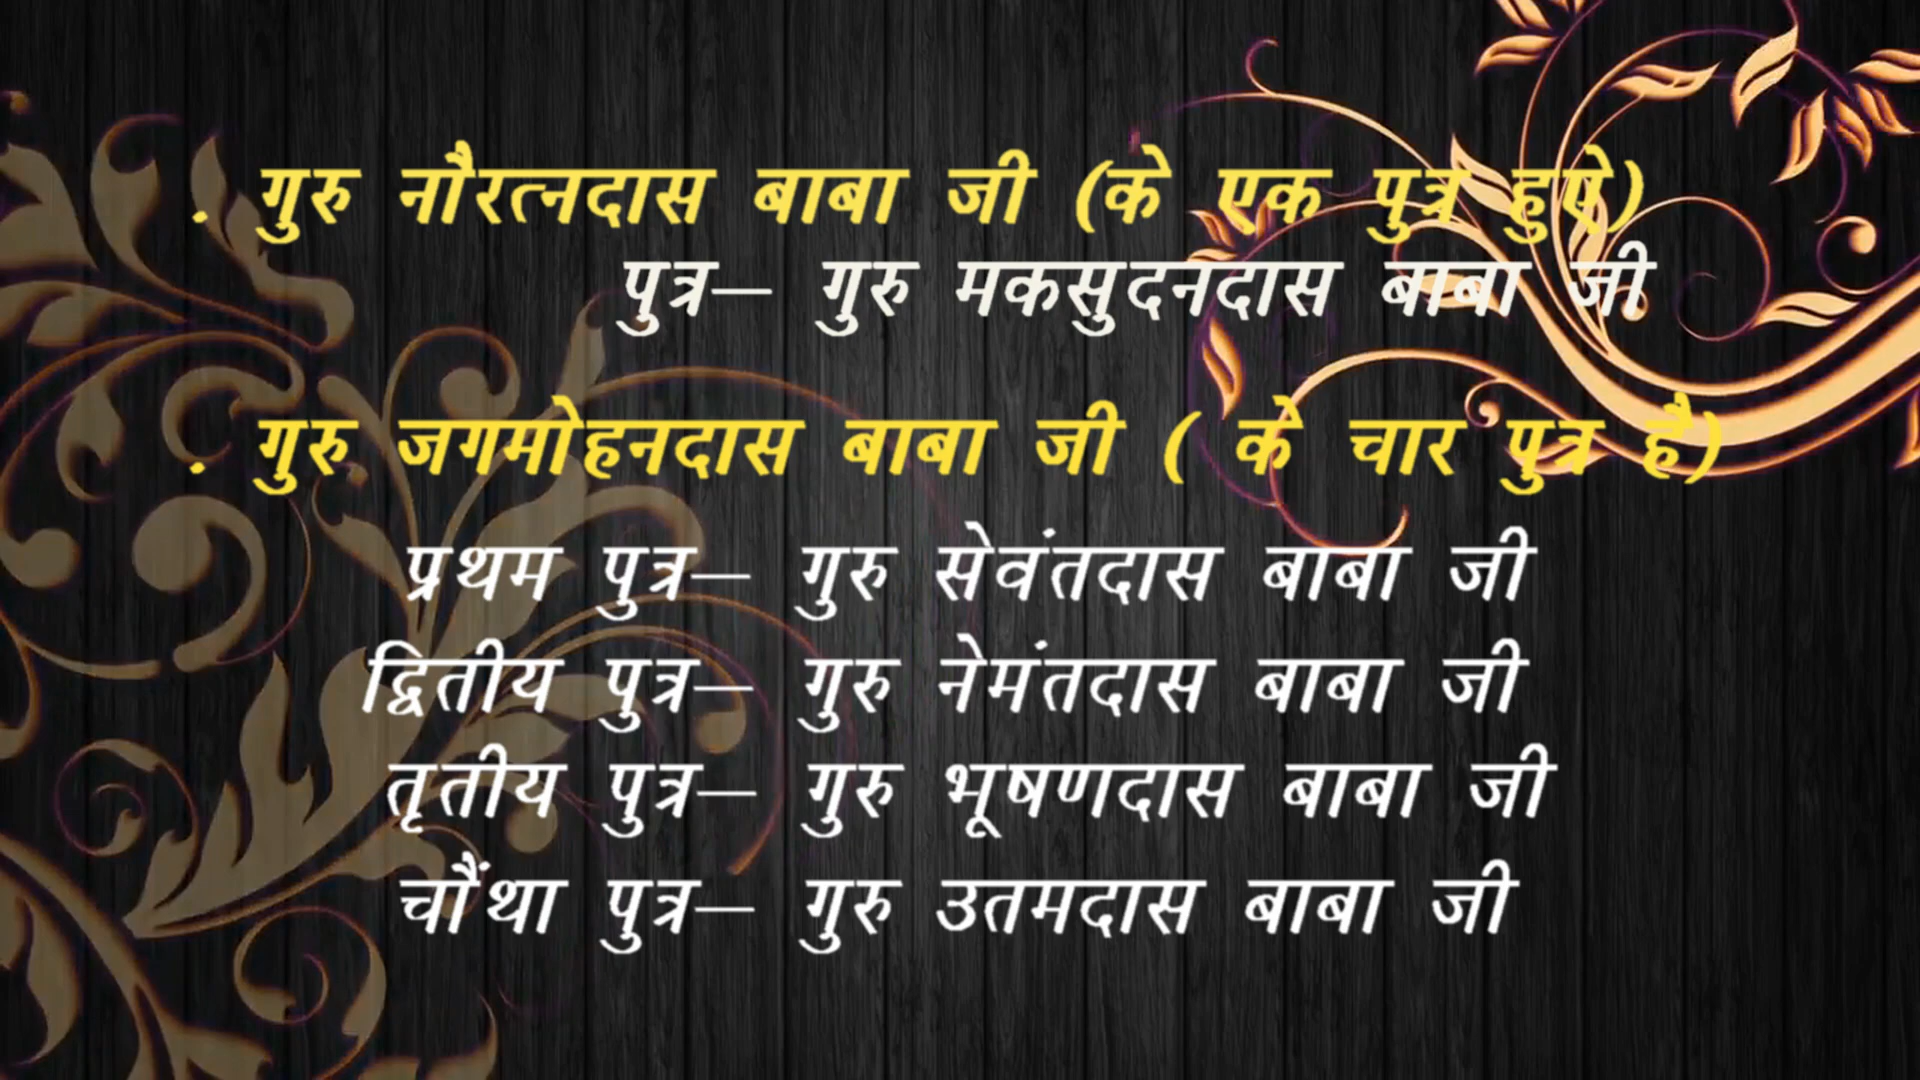 . गुरु नौरत्नदास बाबा जी (के एक पुत्र हुऐ)
पुत्र— गुरु मकसुदनदास बाबा जी
. गुरु जगमोहनदास बाबा जी ( के चार पुत्र है)
प्रथम पुत्र— गुरु सेवंतदास बाबा जी
द्वितीय पुत्र— गुरु नेमंतदास बाबा जी
तृतीय पुत्र— गुरु भूषणदास बाबा जी
चौंथा पुत्र— गुरु उतमदास बाबा जी